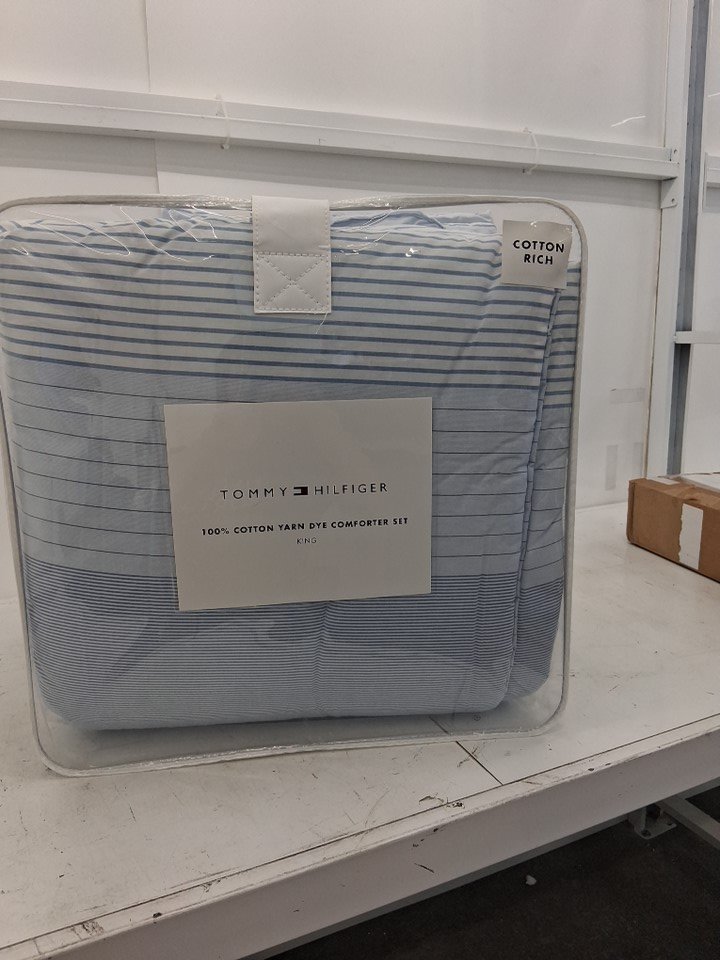 COTTON
RICH
TOMMY HILFIGER
100% COTTON YARN DYE COMFORTER SET
KING